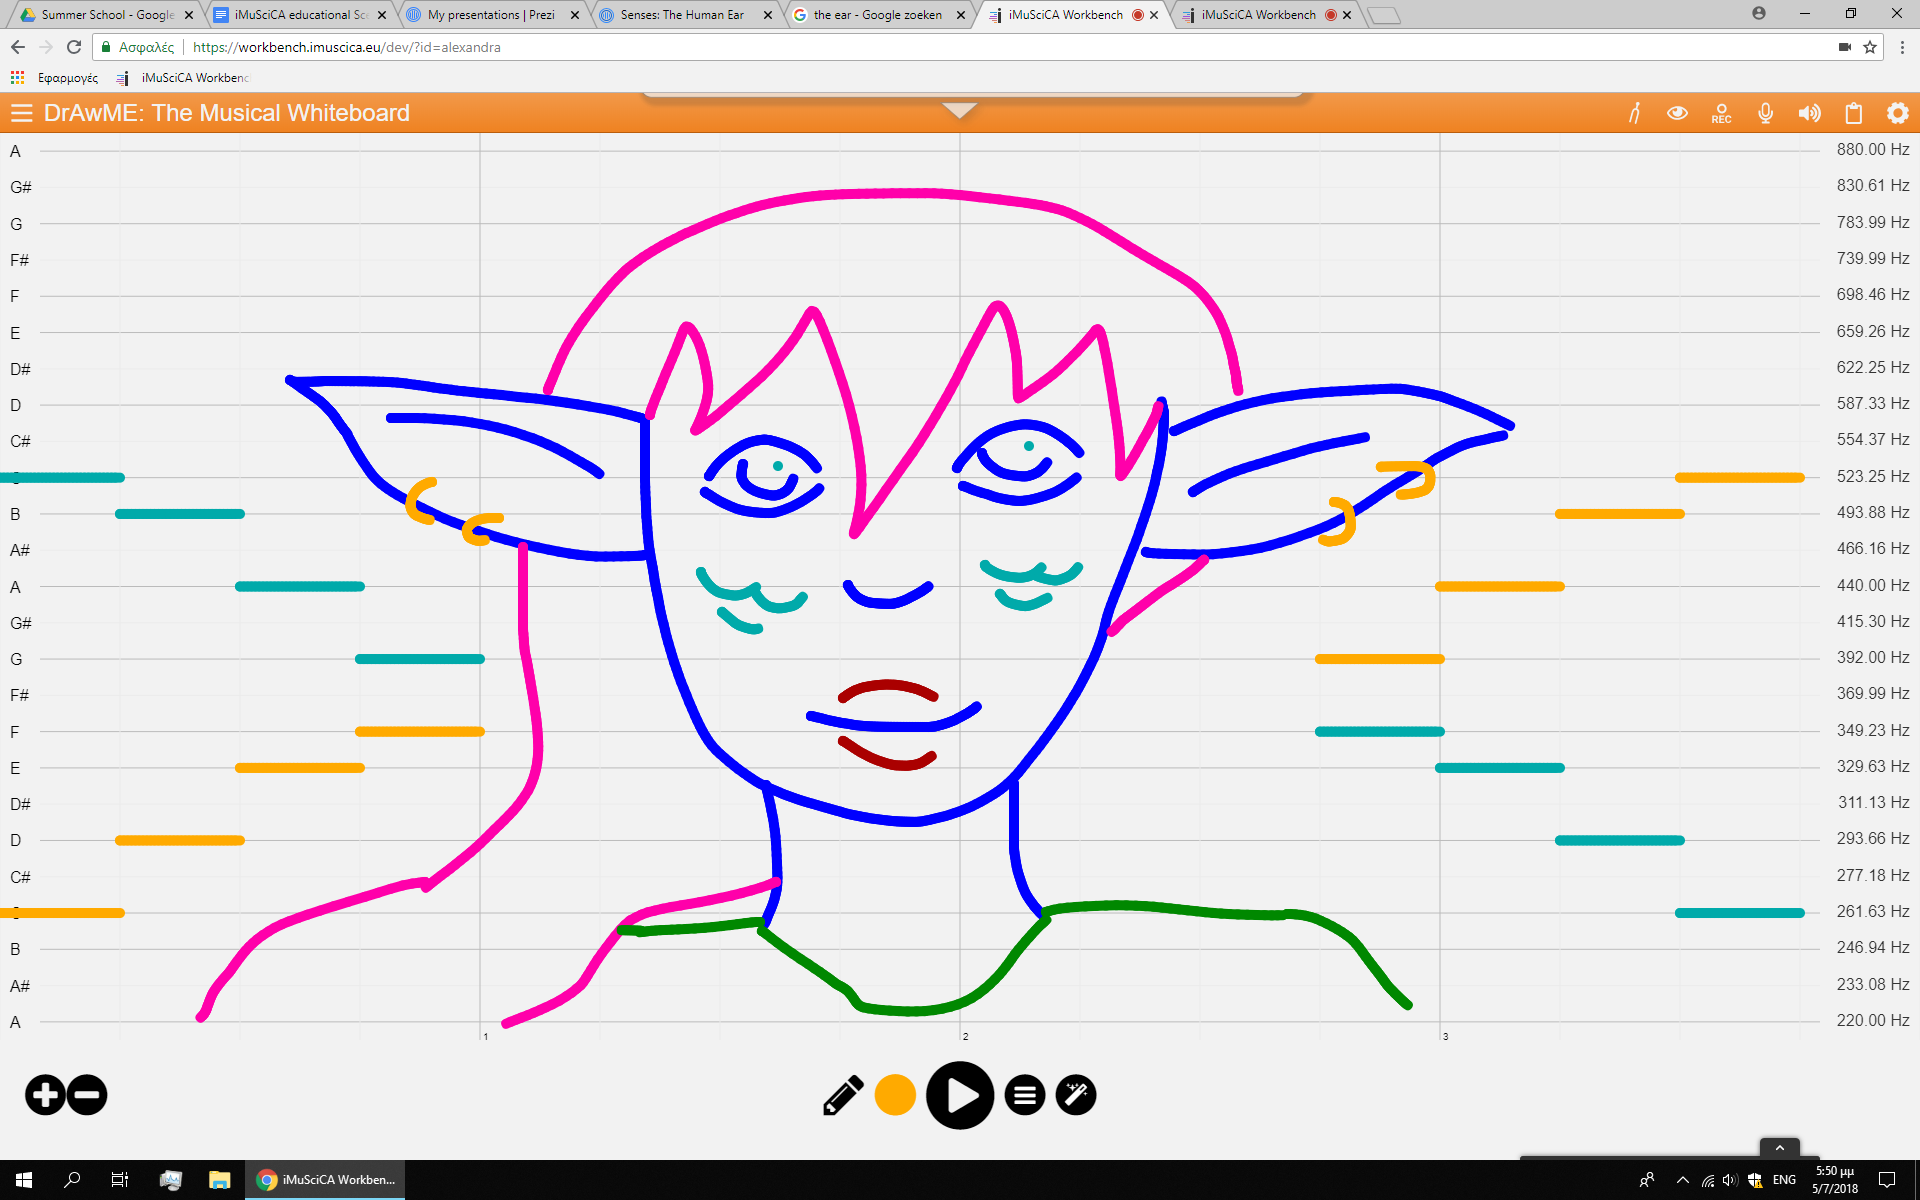 Summer School - Google
iMuSciCA educational Sc
My presentations | Prezi
Senses: The Human Ear
the ear - Google zoeken
iMuSciCA Workbench
iMuSciCA Workbench
Ασφαλές
https://workbench.imuscica.eu/dev/?id=alexandra
Εφαρμογές
iMuSciCA Workbenc
DrAwME: The Musical Whiteboard
REC
A 880.00 Hz
G# 830.61 Hz
G 783.99 Hz
F# 739.99 Hz
F 698.46 Hz
E 659.26 Hz
D# 622.25 Hz
D 587.33 Hz
C# 554.37 Hz
523.25 Hz
B 493.88 Hz
A# 466.16 Hz
A 440.00 Hz
G# 415.30 Hz
G 392.00 Hz
F# 369.99 Hz
F 349.23 Hz
E 329.63 Hz
D# 311.13 Hz
D 293.66 Hz
C# 277.18 Hz
261.63 Hz
B 246.94 Hz
A# 233.08 Hz
A 220.00 Hz
1 2 3
iMuSciCA Workben...
ENG
5:50 μμ
5/7/2018